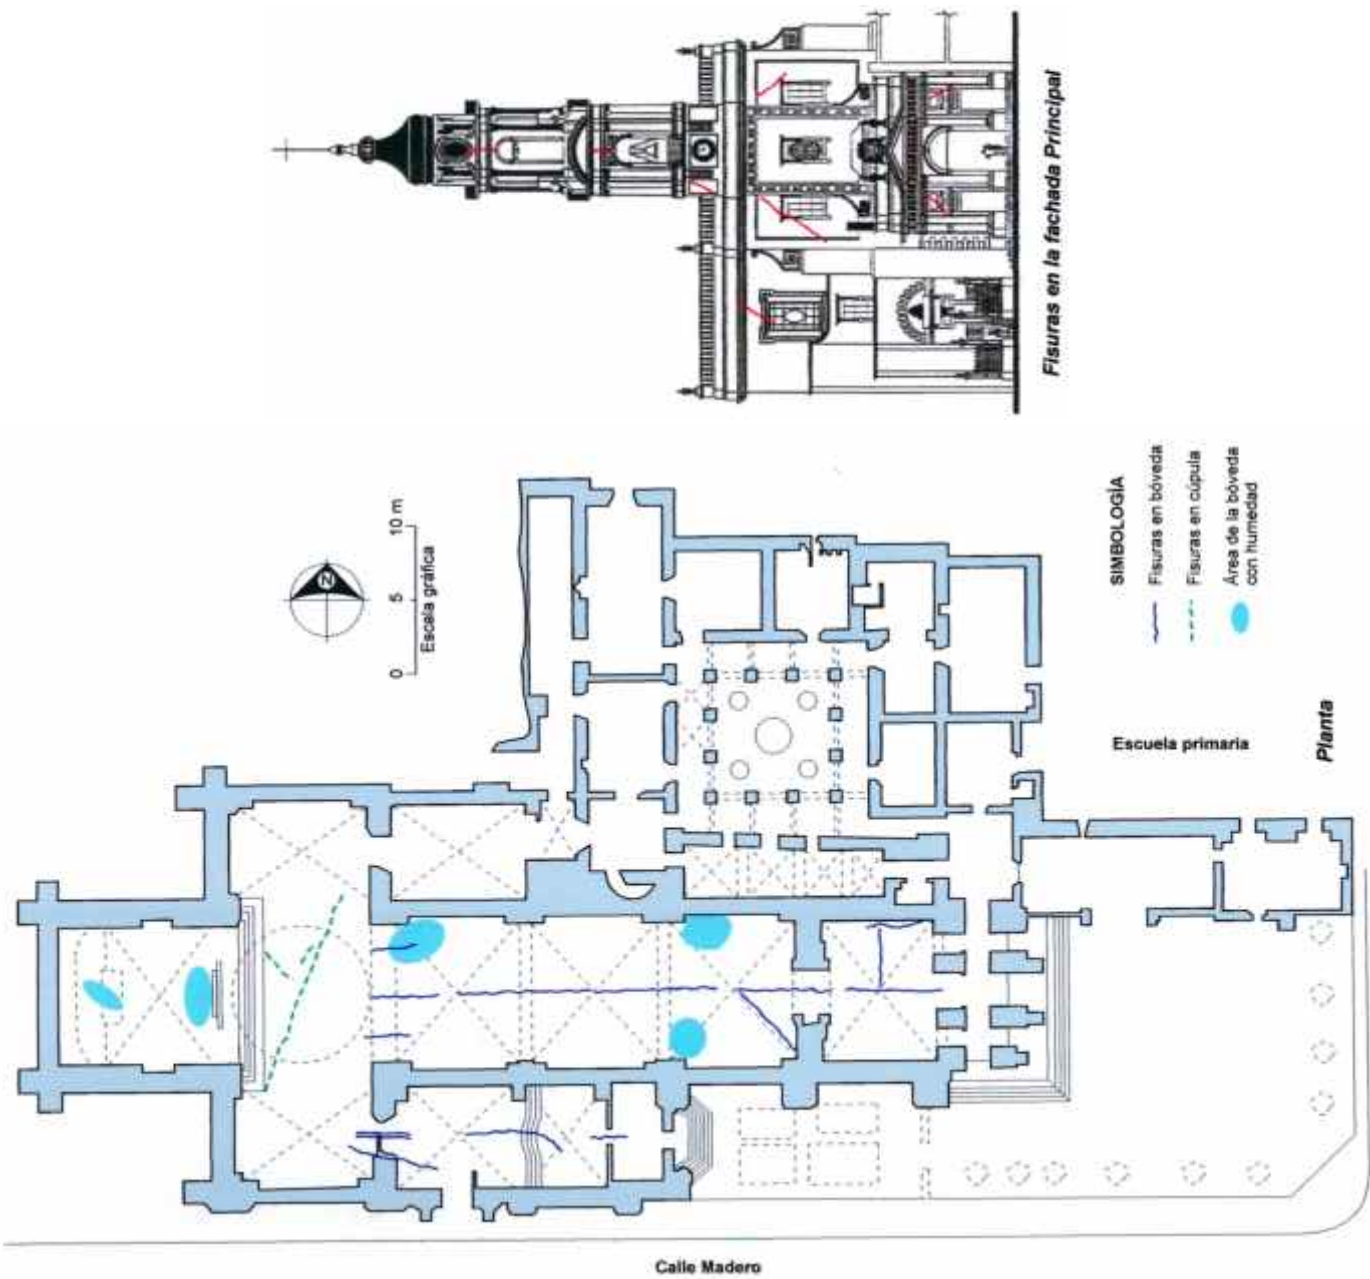 Fisuras en la fachada Principal
N
0 5 10 m
Escala gráfica
SIMBOLOGÍA
Fisuras en bóveda
Fisuras en cúpula
Área de la bóveda
con humedad
Escuela primaria
Planta
Calle Madero